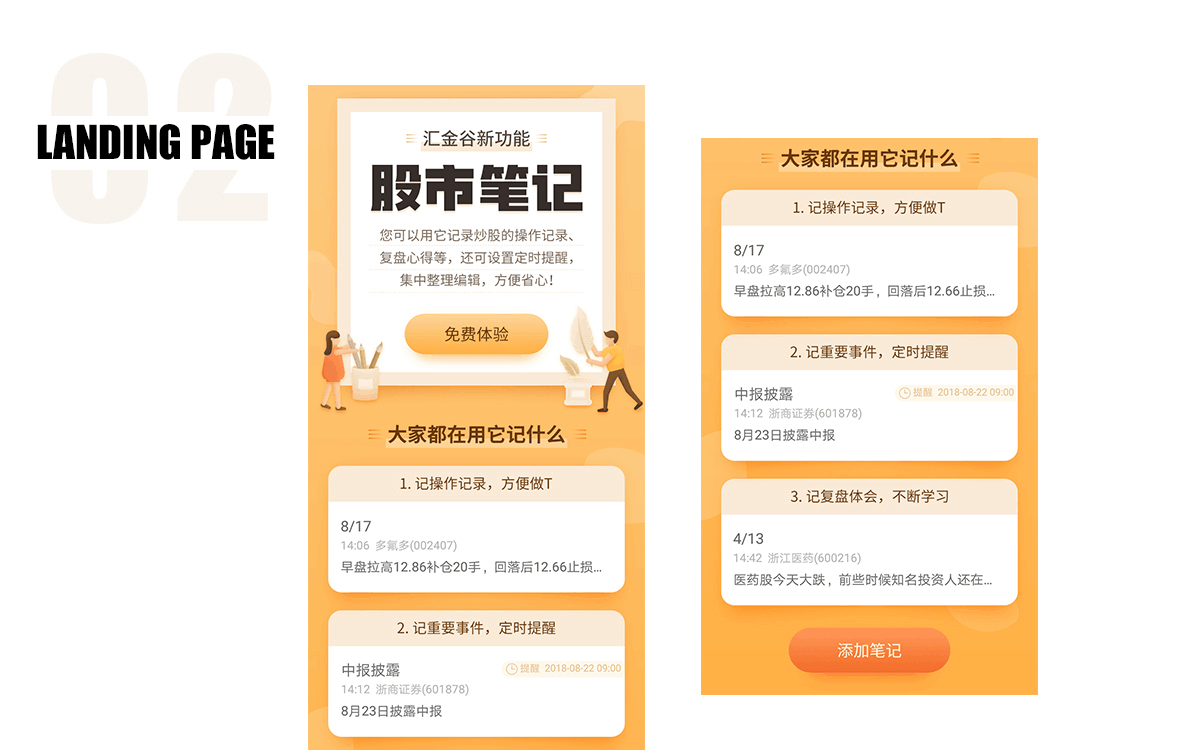 02
LANDING PAGE
汇金谷新功能
股市笔记
您可以用它记录炒股的操作记录、
复盘心得等，还可设置定时提醒，
集中整理编辑，方便省心！
免费体验
大家都在用它记什么
1. 记操作记录，方便做T
8/17
14:06 多氟多(002407)
早盘拉高12.86补仓20手，回落后12.66止损...
2. 记重要事件，定时提醒
中报披露
提醒 2018-08-22 09:00
14:12 浙商证券(601878)
8月23日披露中报
大家都在用它记什么
1. 记操作记录，方便做T
8/17
14:06 多氟多(002407)
早盘拉高12.86补仓20手，回落后12.66止损...
2. 记重要事件，定时提醒
中报披露
提醒 2018-08-22 09:00
14:12 浙商证券(601878)
8月23日披露中报
3. 记复盘体会，不断学习
4/13
14:42 浙江医药(600216)
医药股今天大跌，前些时候知名投资人还在...
添加笔记